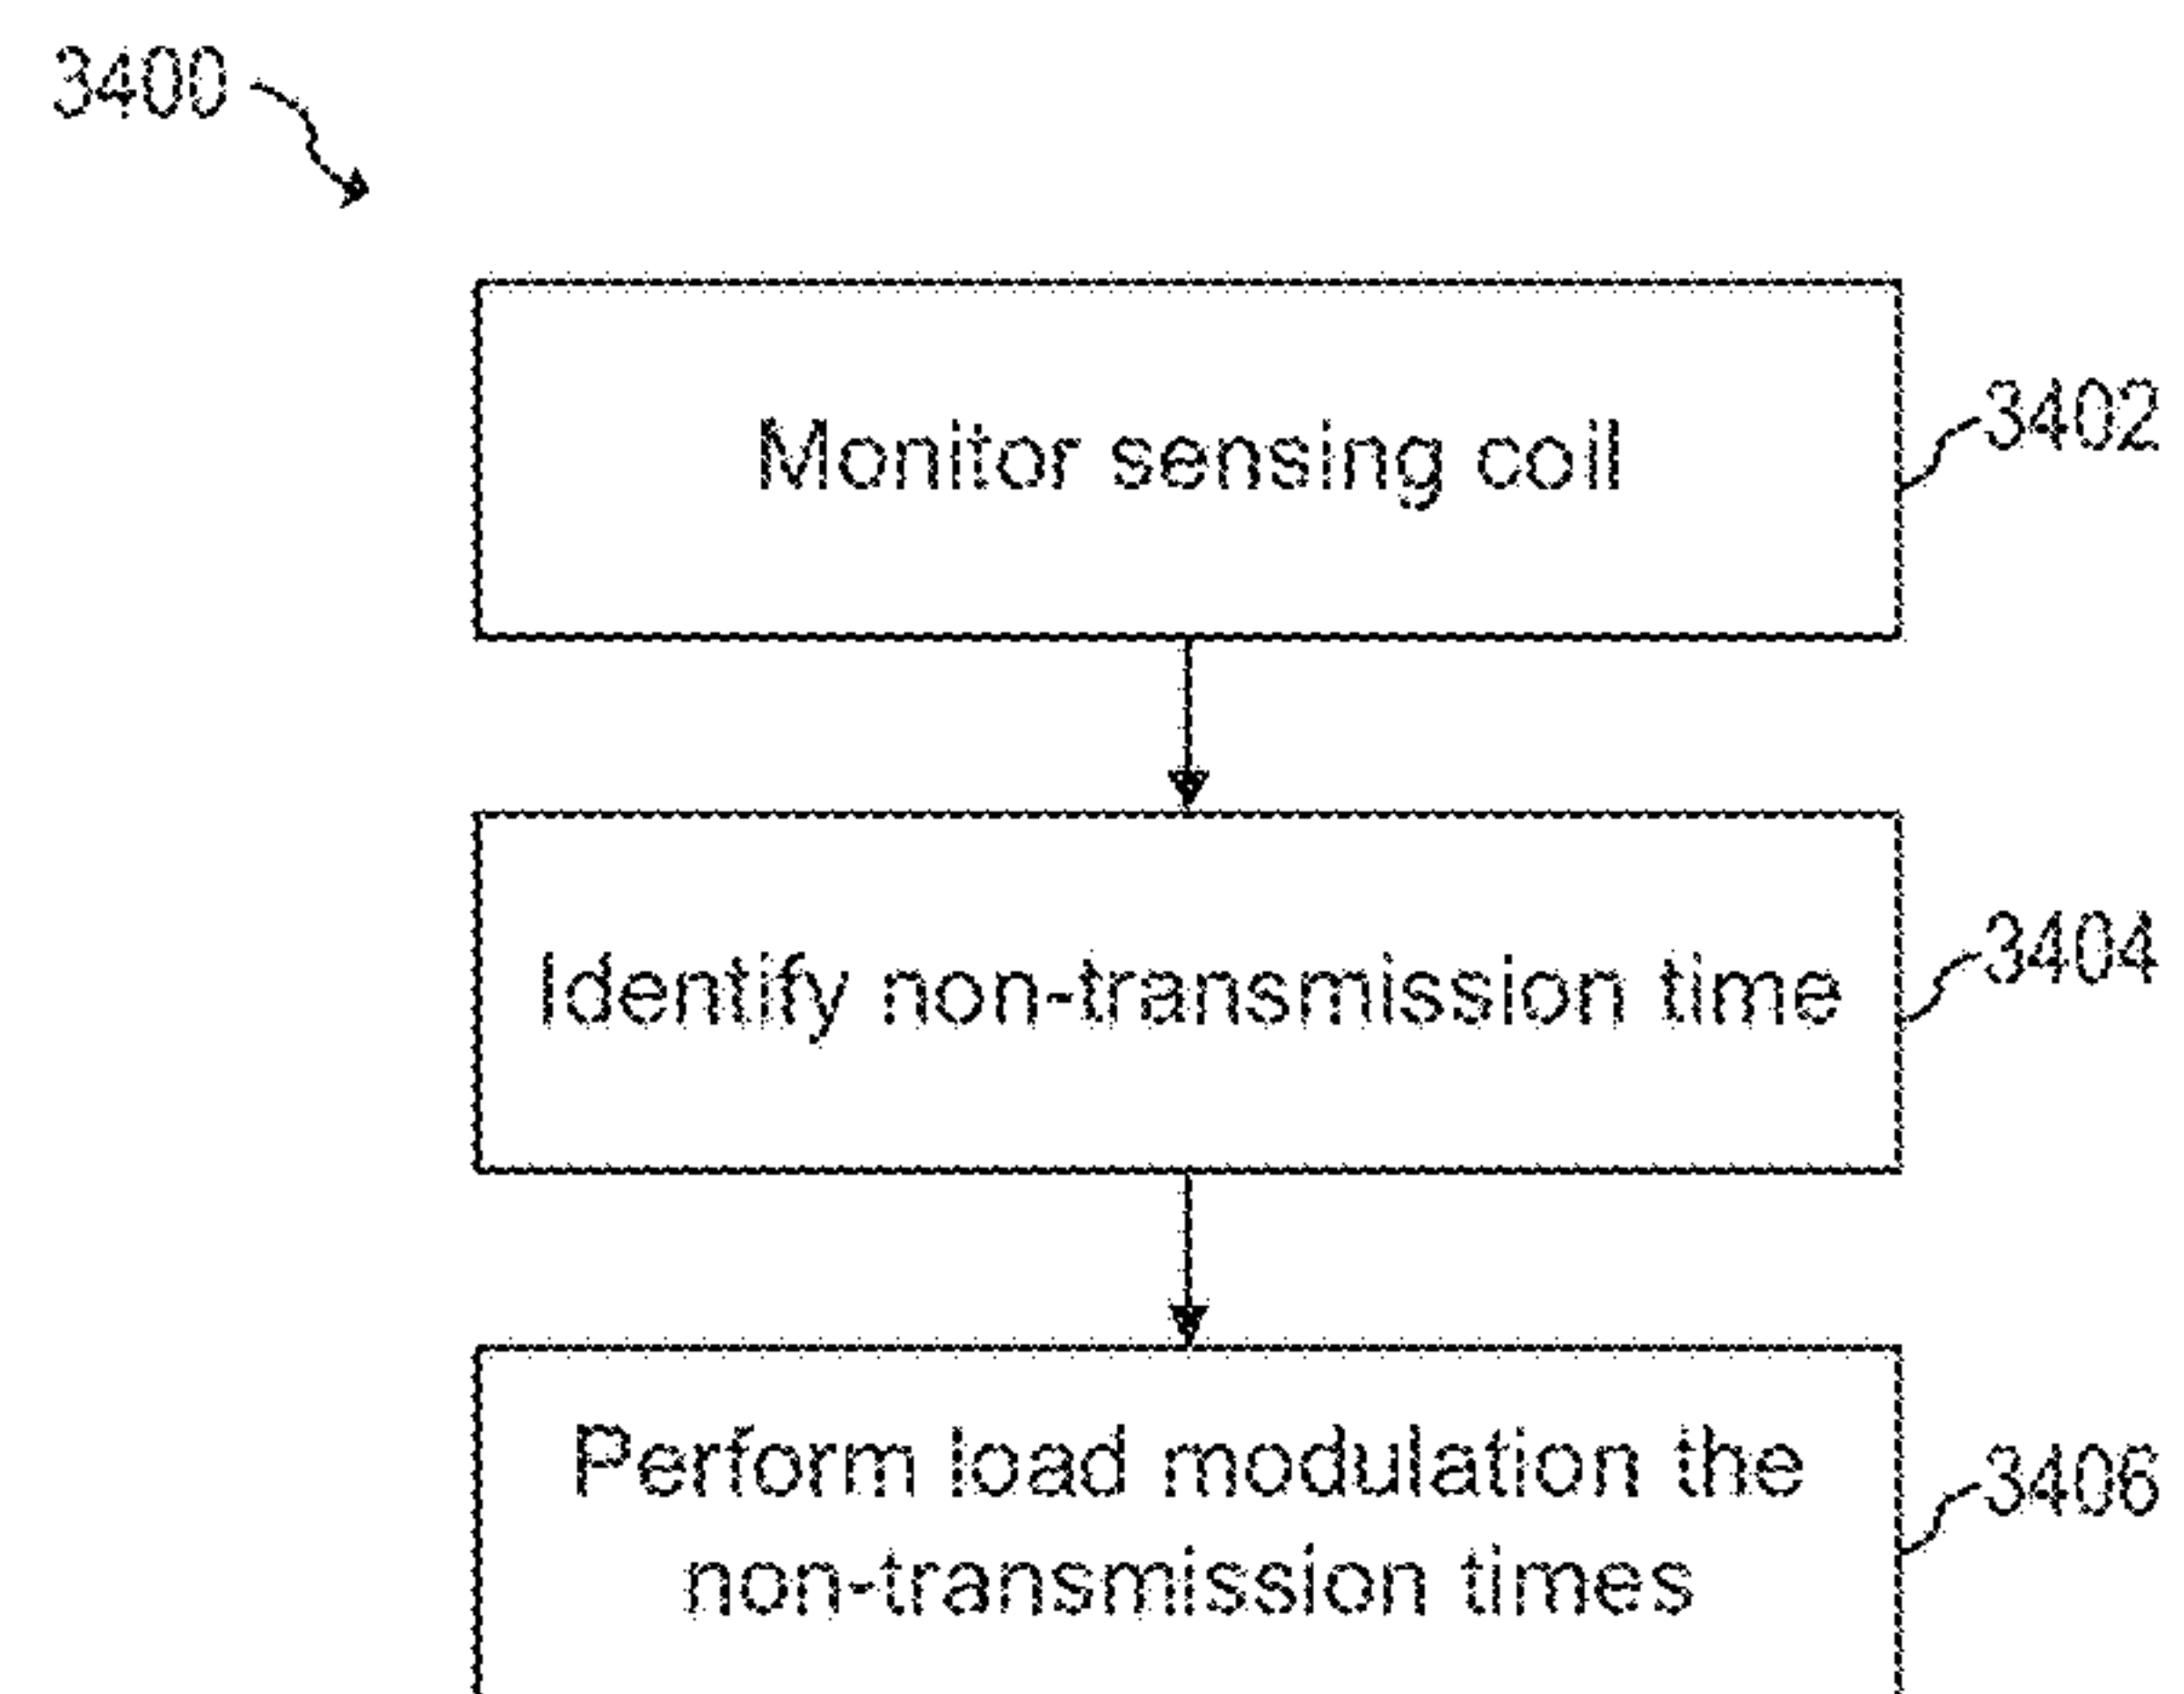 3400
Monitor sensing coil
3402
Identify non-transmission time
3404
Perform load modulation the
non-transmission times
3406